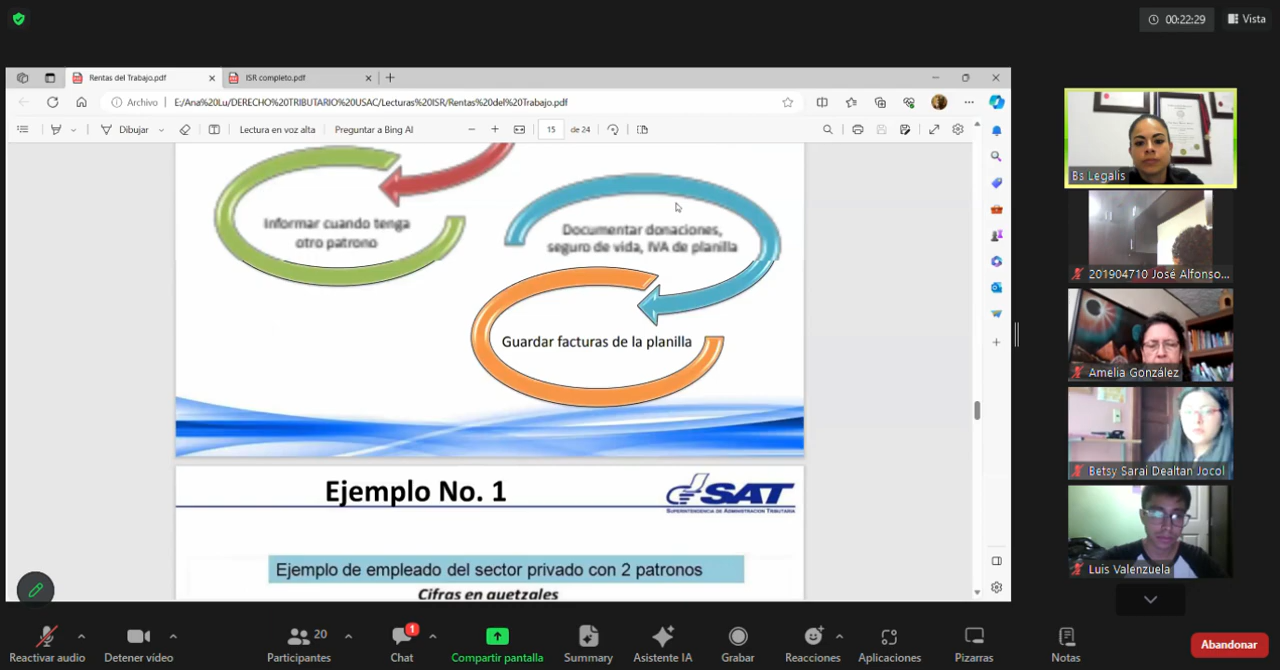 00:22:29
Vista
Rentas del Trabajo.pdf
ISR completo.pdf
Archivo
E:/Ana%20Lu/DERECHO%20TRIBUTARIO%20USAC/Lecturas%20ISR/Rentas%20del%20Trabajo.pdf
Dibujar
Lectura en voz alta
Preguntar a Bing AI
15
de 24
Informar cuando tenga
otro patrono
Documentar donaciones,
seguro de vida, IVA de planilla
Guardar facturas de la planilla
Ejemplo No. 1
SAT
SUPERINTENDENCIA DE ADMINISTRACION TRIBUTARIA
Ejemplo de empleado del sector privado con 2 patronos
Cifras en quetzales
Bs Legalis
201904710 José Alfonso...
Amelia González
Betsy Sarai Dealtan Jocol
Luis Valenzuela
Reactivar audio
Detener vídeo
20
Participantes
1
Chat
Compartir pantalla
Summary
Asistente IA
Grabar
Reacciones
Aplicaciones
Pizarras
Notas
Abandonar